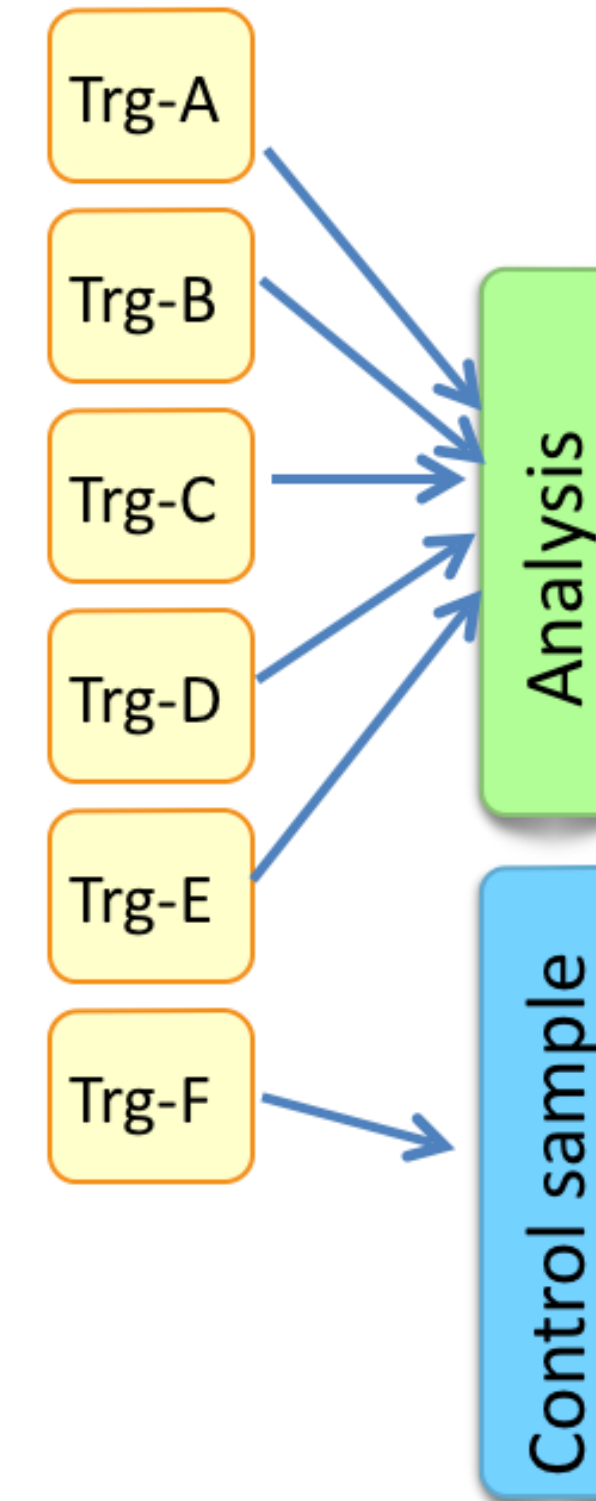 Trg-A
Trg-B
Trg-C
Trg-D
Trg-E
Trg-F
Analysis
Control sample